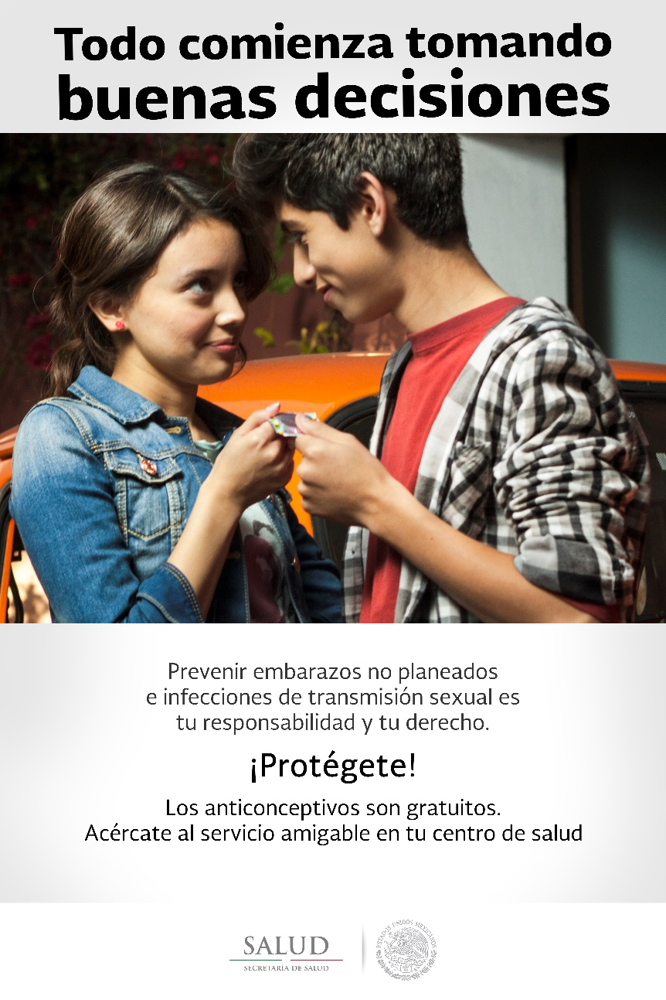 Todo comienza tomando
buenas decisiones
Prevenir embarazos no planeados
e infecciones de transmisión sexual es
tu responsabilidad y tu derecho.
¡Protégete!
Los anticonceptivos son gratuitos.
Acércate al servicio amigable en tu centro de salud
SALUD
SECRETARÍA DE SALUD
ESTADOS UNIDOS MEXICANOS